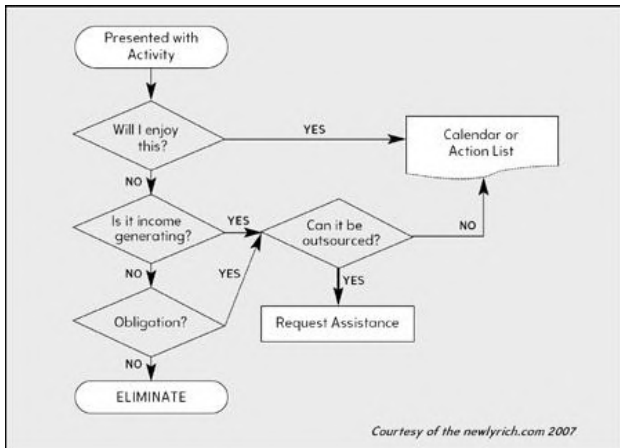 Presented with
Activity
Will I enjoy
this?
YES
Calendar or
Action List
NO
Is it income
generating?
YES
Can it be
outsourced?
NO
NO
YES
YES
Obligation?
Request Assistance
NO
ELIMINATE
Courtesy of the newlyrich.com 2007